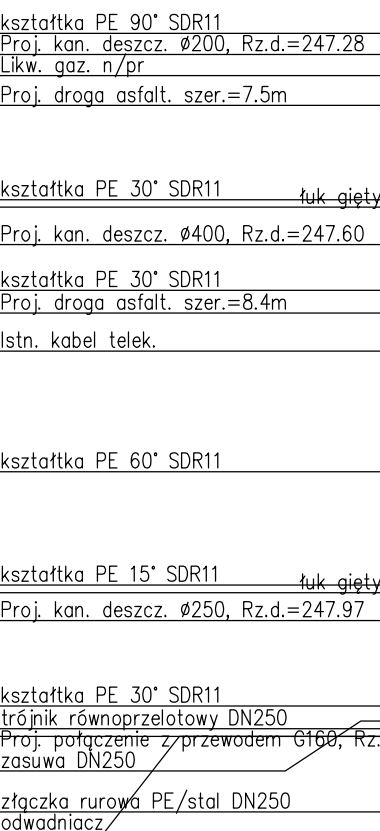 kształtka PE 90° SDR11
Proj. kan. deszcz. ø200, Rz.d.=247.28
Likw. gaz. n/pr
Proj. droga asfalt. szer.=7.5m
kształtka PE 30° SDR11
łuk gięty
Proj. kan. deszcz. ø400, Rz.d.=247.60
kształtka PE 30° SDR11
Proj. droga asfalt. szer.=8.4m
Istn. kabel telek.
kształtka PE 60° SDR11
kształtka PE 15° SDR11
łuk gięty
Proj. kan. deszcz. ø250, Rz.d.=247.97
kształtka PE 30° SDR11
trójnik równoprzelotowy DN250
Proj. połączenie z przewodem G160, Rz.
zasuwa DN250
złączka rurowa PE/stal DN250
odwadniacz